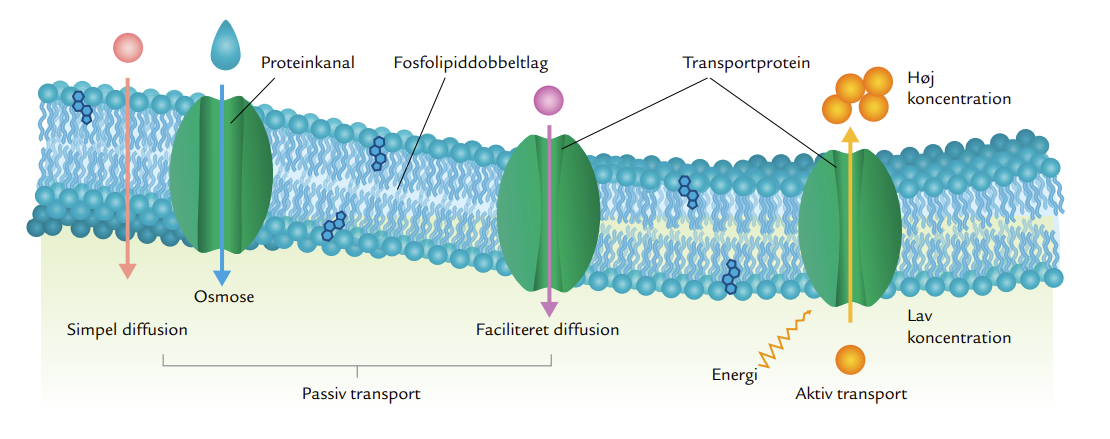 Proteinkanal
Fosfolipiddobbeltlag
Transportprotein
Høj
koncentration
Osmose
Simpel diffusion
Faciliteret diffusion
Lav
koncentration
Energi
Passiv transport
Aktiv transport